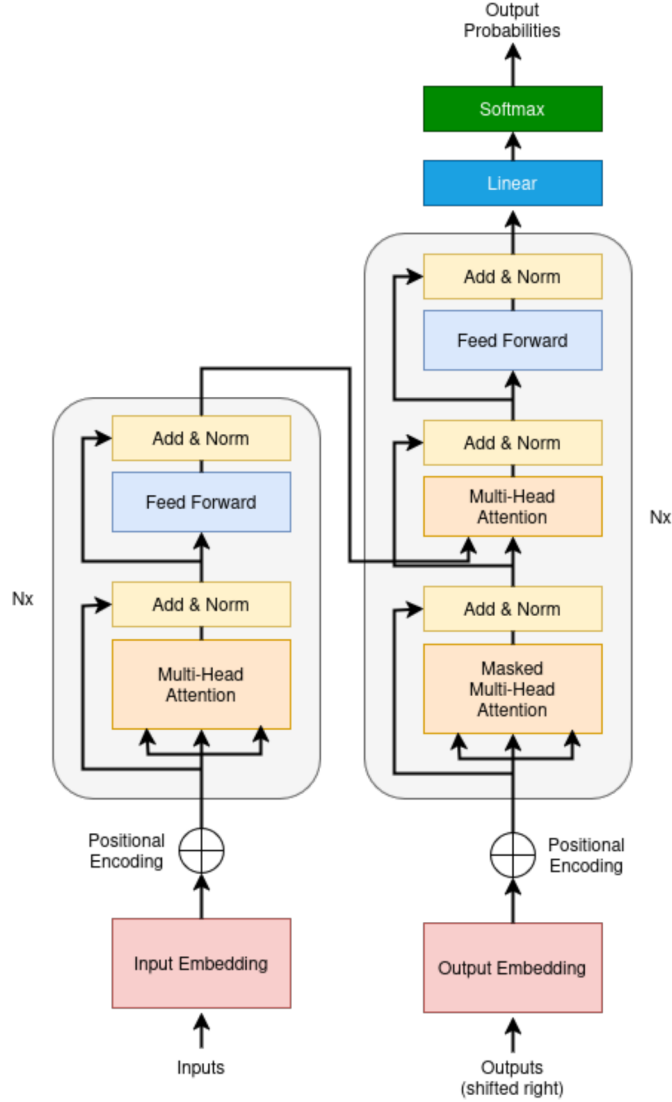 Output
Probabilities
Softmax
Linear
Add & Norm
Feed Forward
Add & Norm
Multi-Head
Attention
Nx
Add & Norm
Masked
Multi-Head
Attention
Positional
Encoding
Output Embedding
Outputs
(shifted right)
Add & Norm
Feed Forward
Nx
Add & Norm
Multi-Head
Attention
Positional
Encoding
Input Embedding
Inputs